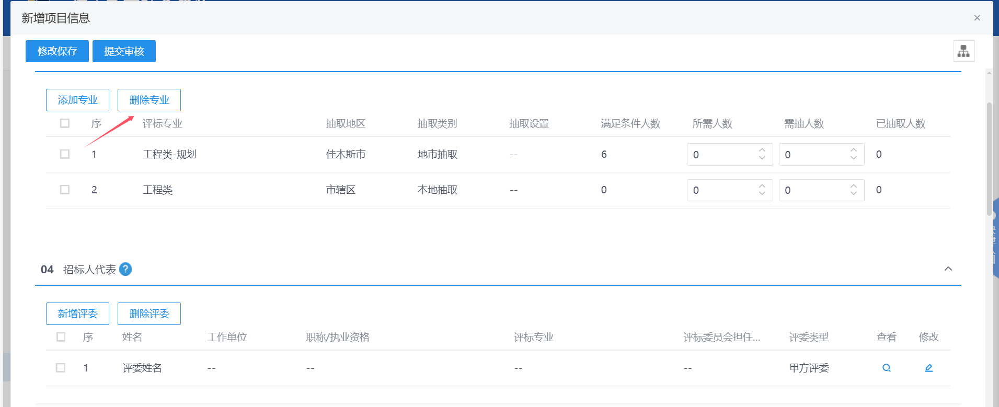 新增项目信息
修改保存 提交审核
添加专业 删除专业
序 评标专业 抽取地区 抽取类别 抽取设置 满足条件人数 所需人数 需抽人数 已抽取人数
1 工程类-规划 佳木斯市 地市抽取 -- 6 0 0 0
2 工程类 市辖区 本地抽取 -- 0 0 0 0
04 招标人代表 ?
新增评委 删除评委
序 姓名 工作单位 职称/执业资格 评标专业 评标委员会担任... 评委类型 查看 修改
1 评委姓名 -- -- -- -- 甲方评委